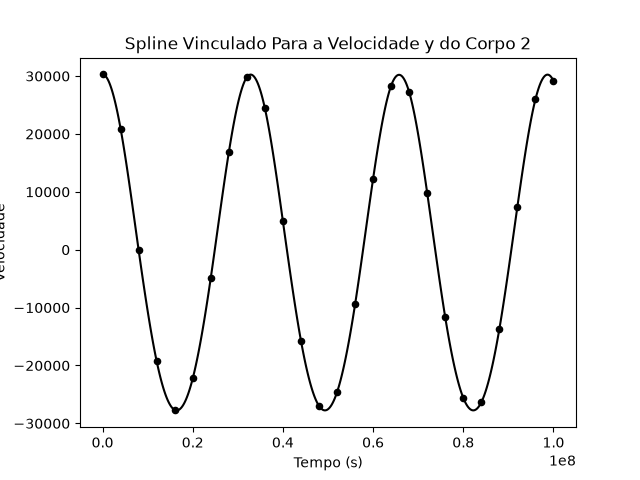 Spline Vinculado Para a Velocidade y do Corpo 2
30000
20000
10000
0
−10000
−20000
−30000
Velocidade
0.0 0.2 0.4 0.6 0.8 1.0
1e8
Tempo (s)